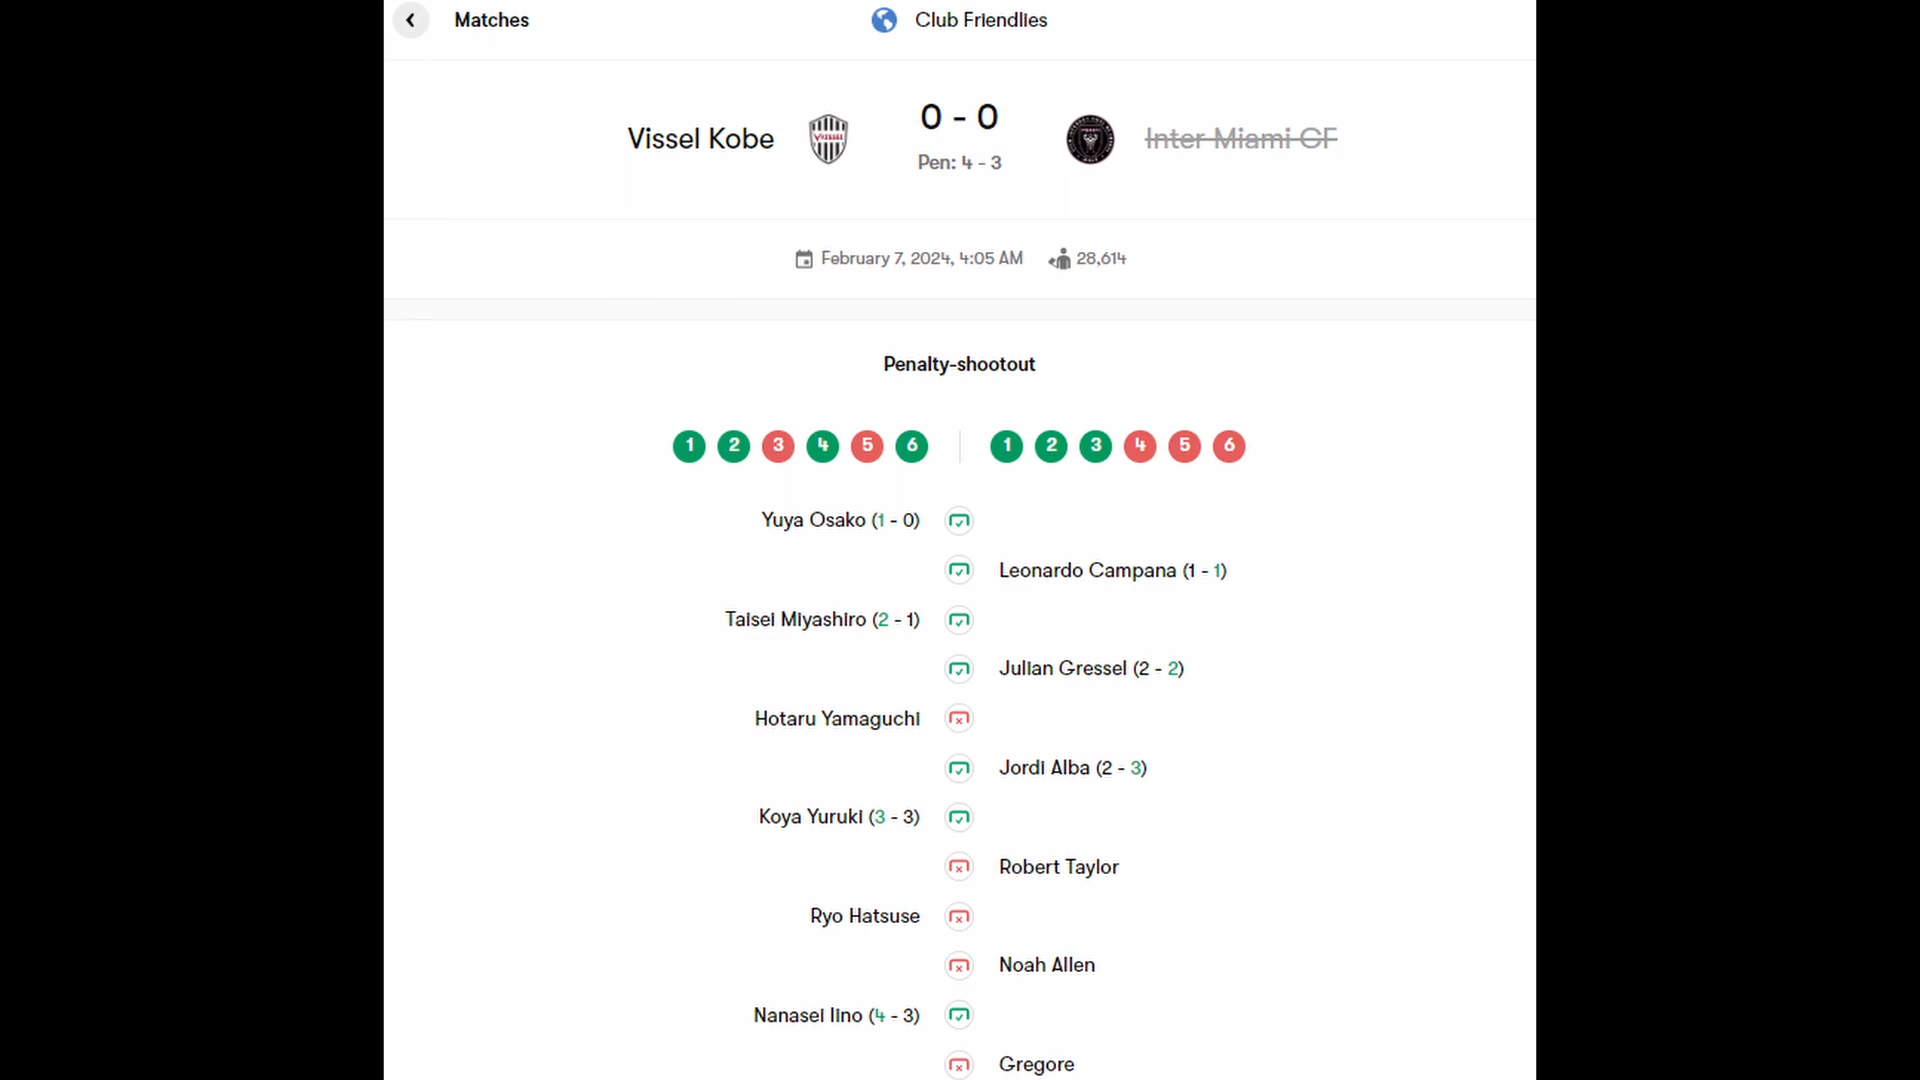 Matches
Club Friendlies
Vissel Kobe
VISSEL
0 - 0
Pen: 4 - 3
Inter Miami CF
February 7, 2024, 4:05 AM
28,614
Penalty-shootout
1 2 3 4 5 6
1 2 3 4 5 6
Yuya Osako (1 - 0)
Leonardo Campana (1 - 1)
Taisei Miyashiro (2 - 1)
Julian Gressel (2 - 2)
Hotaru Yamaguchi
Jordi Alba (2 - 3)
Koya Yuruki (3 - 3)
Robert Taylor
Ryo Hatsuse
Noah Allen
Nanasei Iino (4 - 3)
Gregore